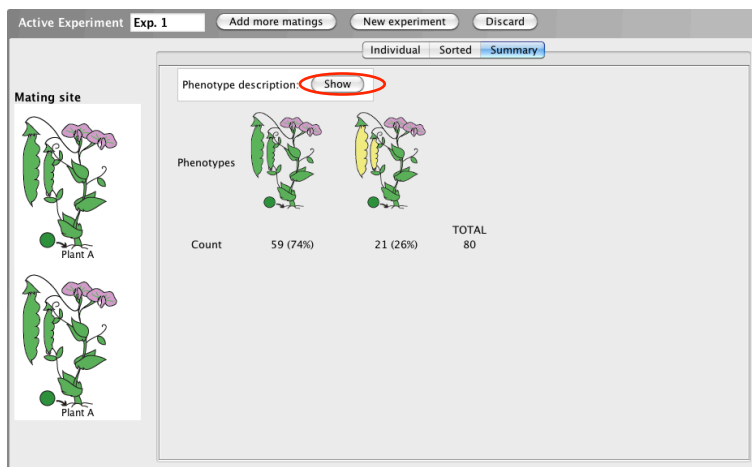 Active Experiment Exp. 1 Add more matings New experiment Discard
Individual Sorted Summary
Phenotype description: Show
Mating site
Phenotypes
Plant A
TOTAL
Count 59 (74%) 21 (26%) 80
Plant A